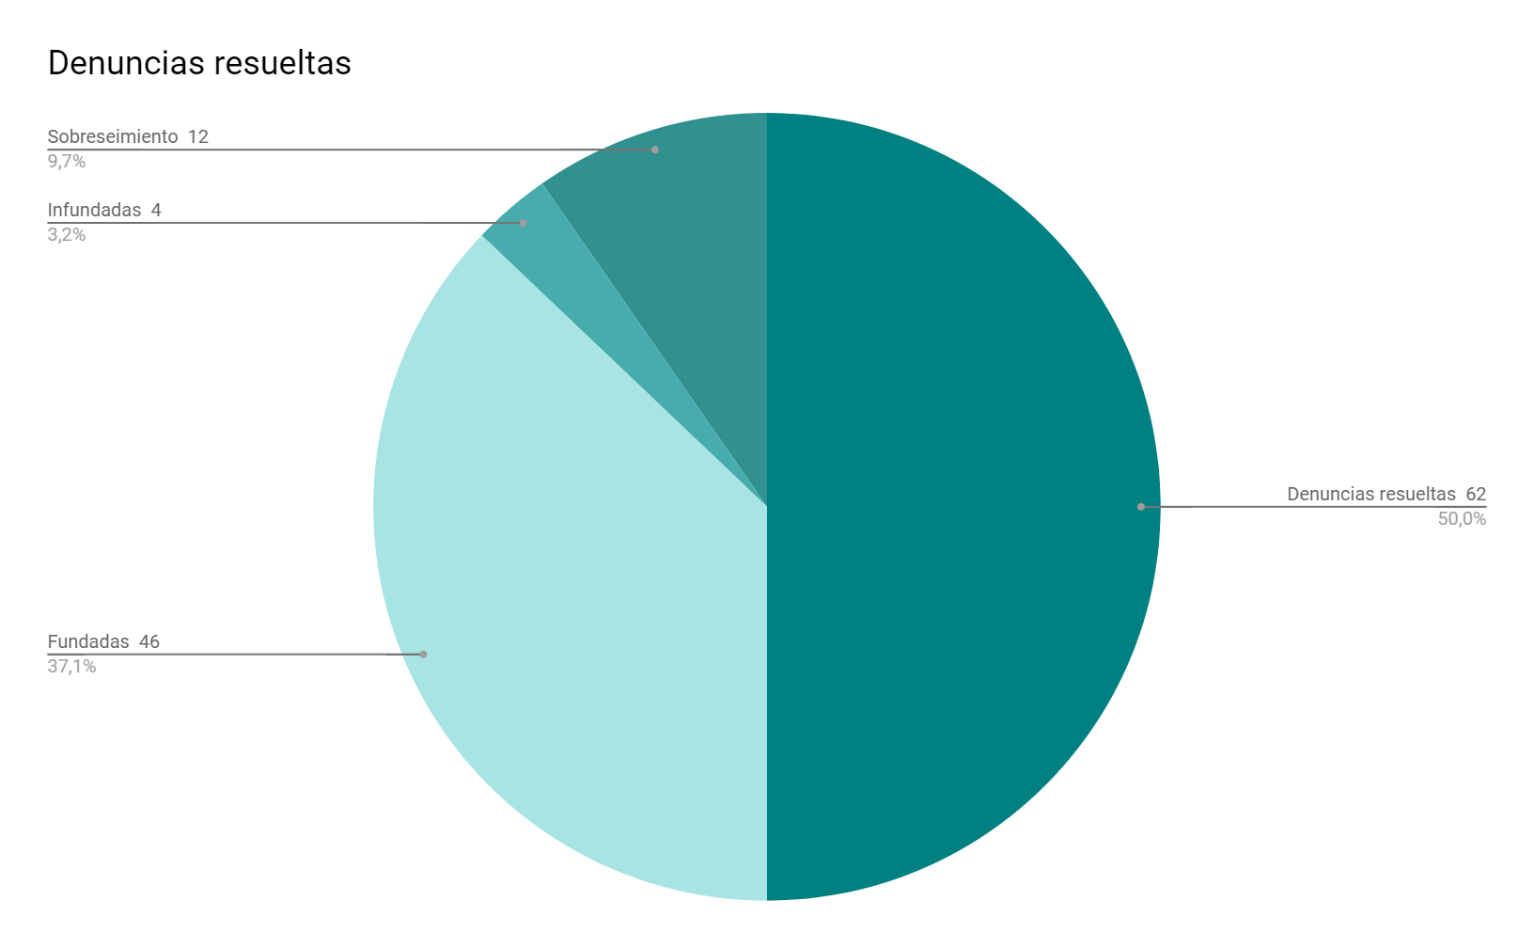 Denuncias resueltas
Sobreseimiento 12
9,7%
Infundadas 4
3,2%
Denuncias resueltas 62
50,0%
Fundadas 46
37,1%